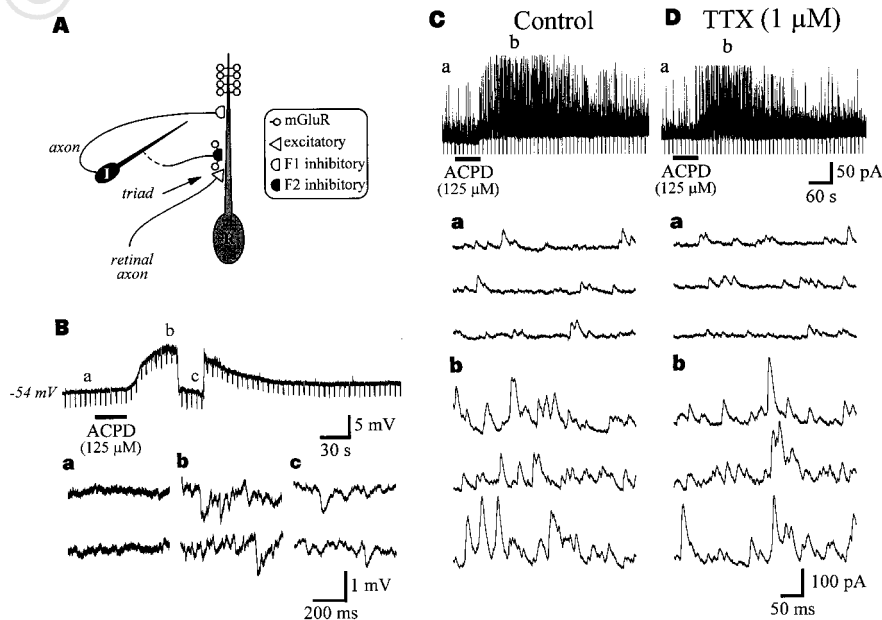 A
axon
I
triad
R
retinal
axon
mGluR
excitatory
F1 inhibitory
F2 inhibitory
B
b
a
c
-54 mV
ACPD
(125 μM)
5 mV
30 s
a
b
c
1 mV
200 ms
C
Control
b
a
ACPD
(125 μM)
D
TTX (1 μM)
b
a
ACPD
(125 μM)
50 pA
60 s
a
a
b
b
100 pA
50 ms